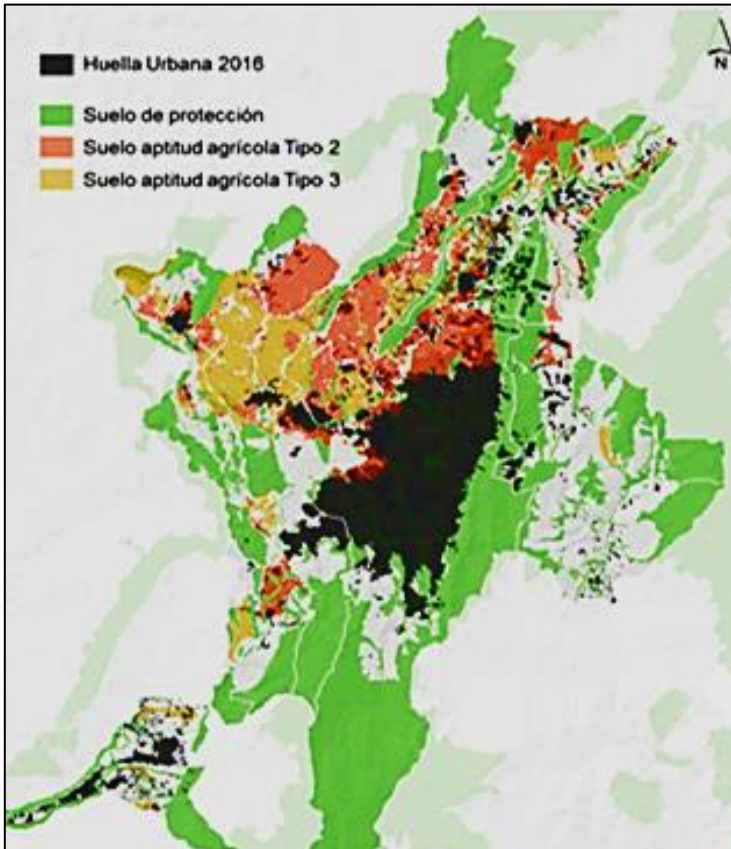 Huella Urbana 2016
Suelo de protección
Suelo aptitud agrícola Tipo 2
Suelo aptitud agrícola Tipo 3
N